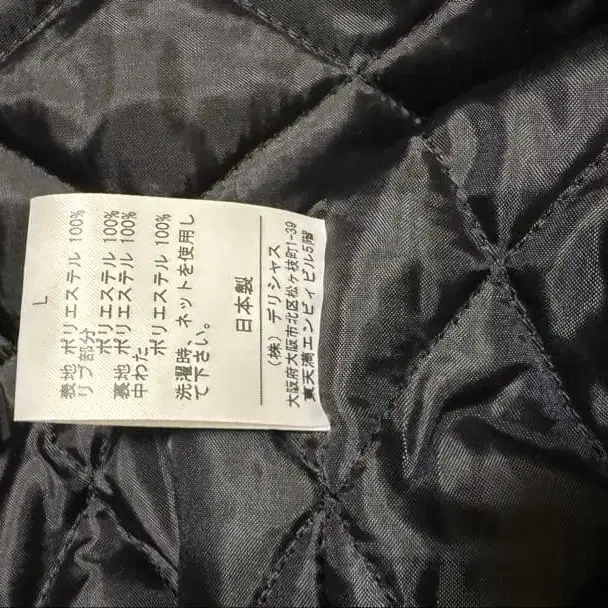 L
表地 ポリエステル 100%
リブ部分
ポリエステル 100%
裏地 ポリエステル 100%
中わた
ポリエステル 100%
洗濯時、ネットを使用し
て下さい。
日本製
(株) デリシャス
大阪府大阪市北区松ケ枝町1-39
東天満エンビィビル5階